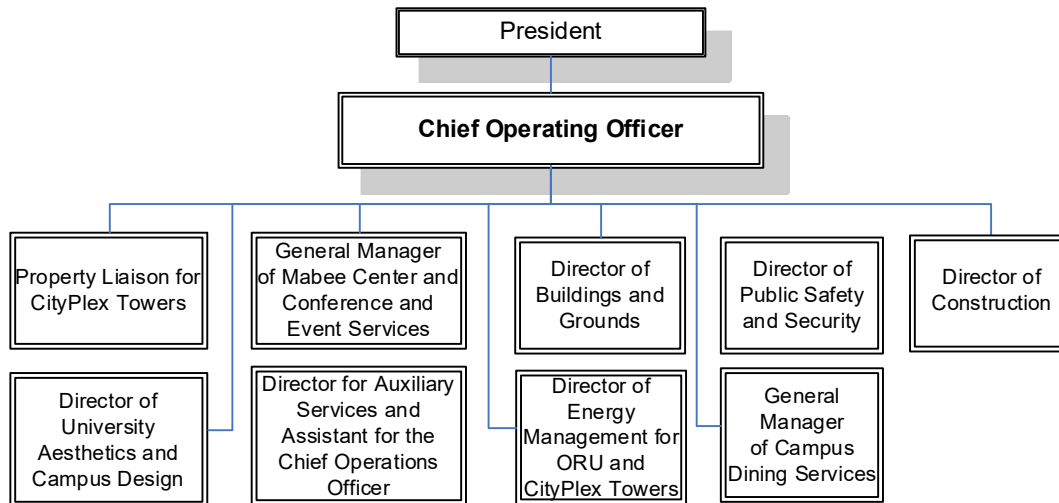 President
Chief Operating Officer
Property Liaison for
CityPlex Towers
General Manager
of Mabee Center and
Conference and
Event Services
Director of
Buildings and
Grounds
Director of
Public Safety
and Security
Director of
Construction
Director of
University
Aesthetics and
Campus Design
Director for Auxiliary
Services and
Assistant for the
Chief Operations
Officer
Director of
Energy
Management for
ORU and
CityPlex Towers
General
Manager
of Campus
Dining Services